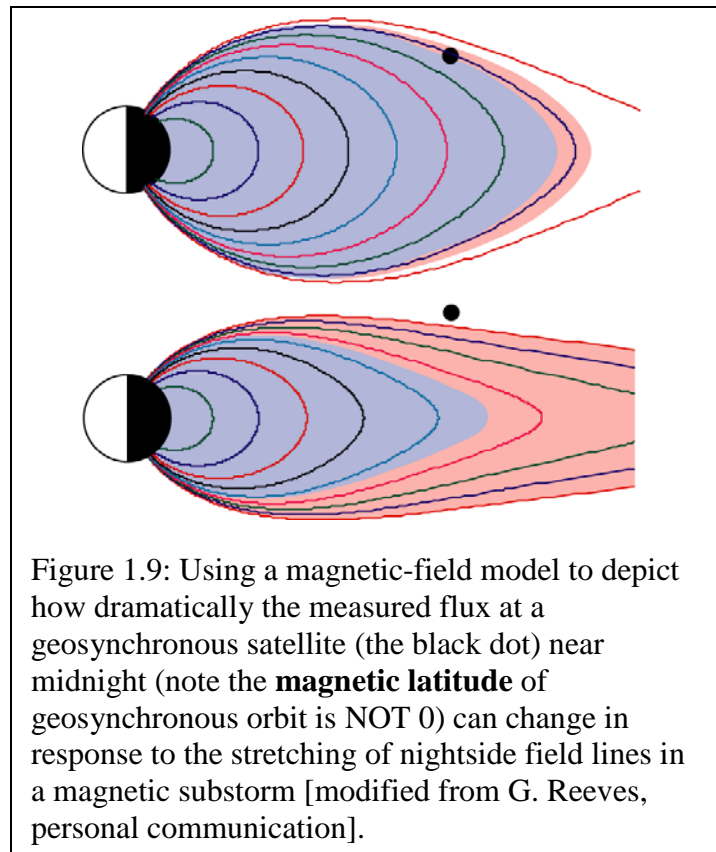 Figure 1.9: Using a magnetic-field model to depict
how dramatically the measured flux at a
geosynchronous satellite (the black dot) near
midnight (note the magnetic latitude of
geosynchronous orbit is NOT 0) can change in
response to the stretching of nightside field lines in
a magnetic substorm [modified from G. Reeves,
personal communication].